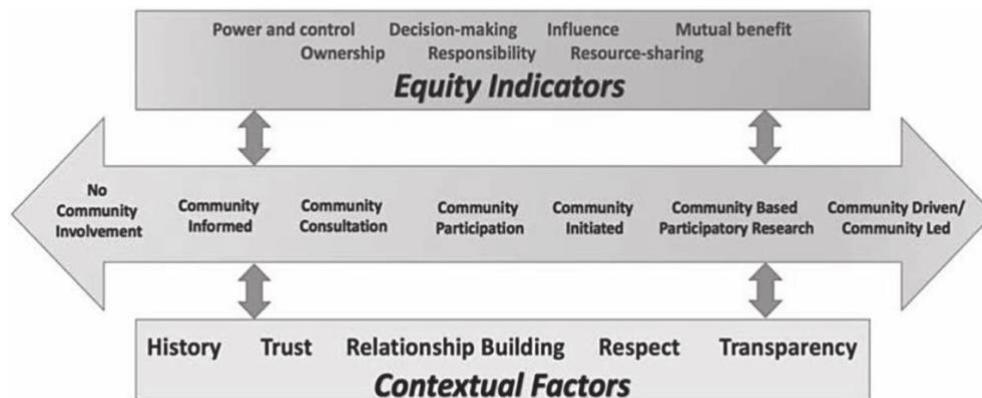 Power and control Decision-making Influence Mutual benefit
Ownership Responsibility Resource-sharing
Equity Indicators
No
Community
Involvement
Community
Informed
Community
Consultation
Community
Participation
Community
Initiated
Community Based
Participatory Research
Community Driven/
Community Led
History Trust Relationship Building Respect Transparency
Contextual Factors